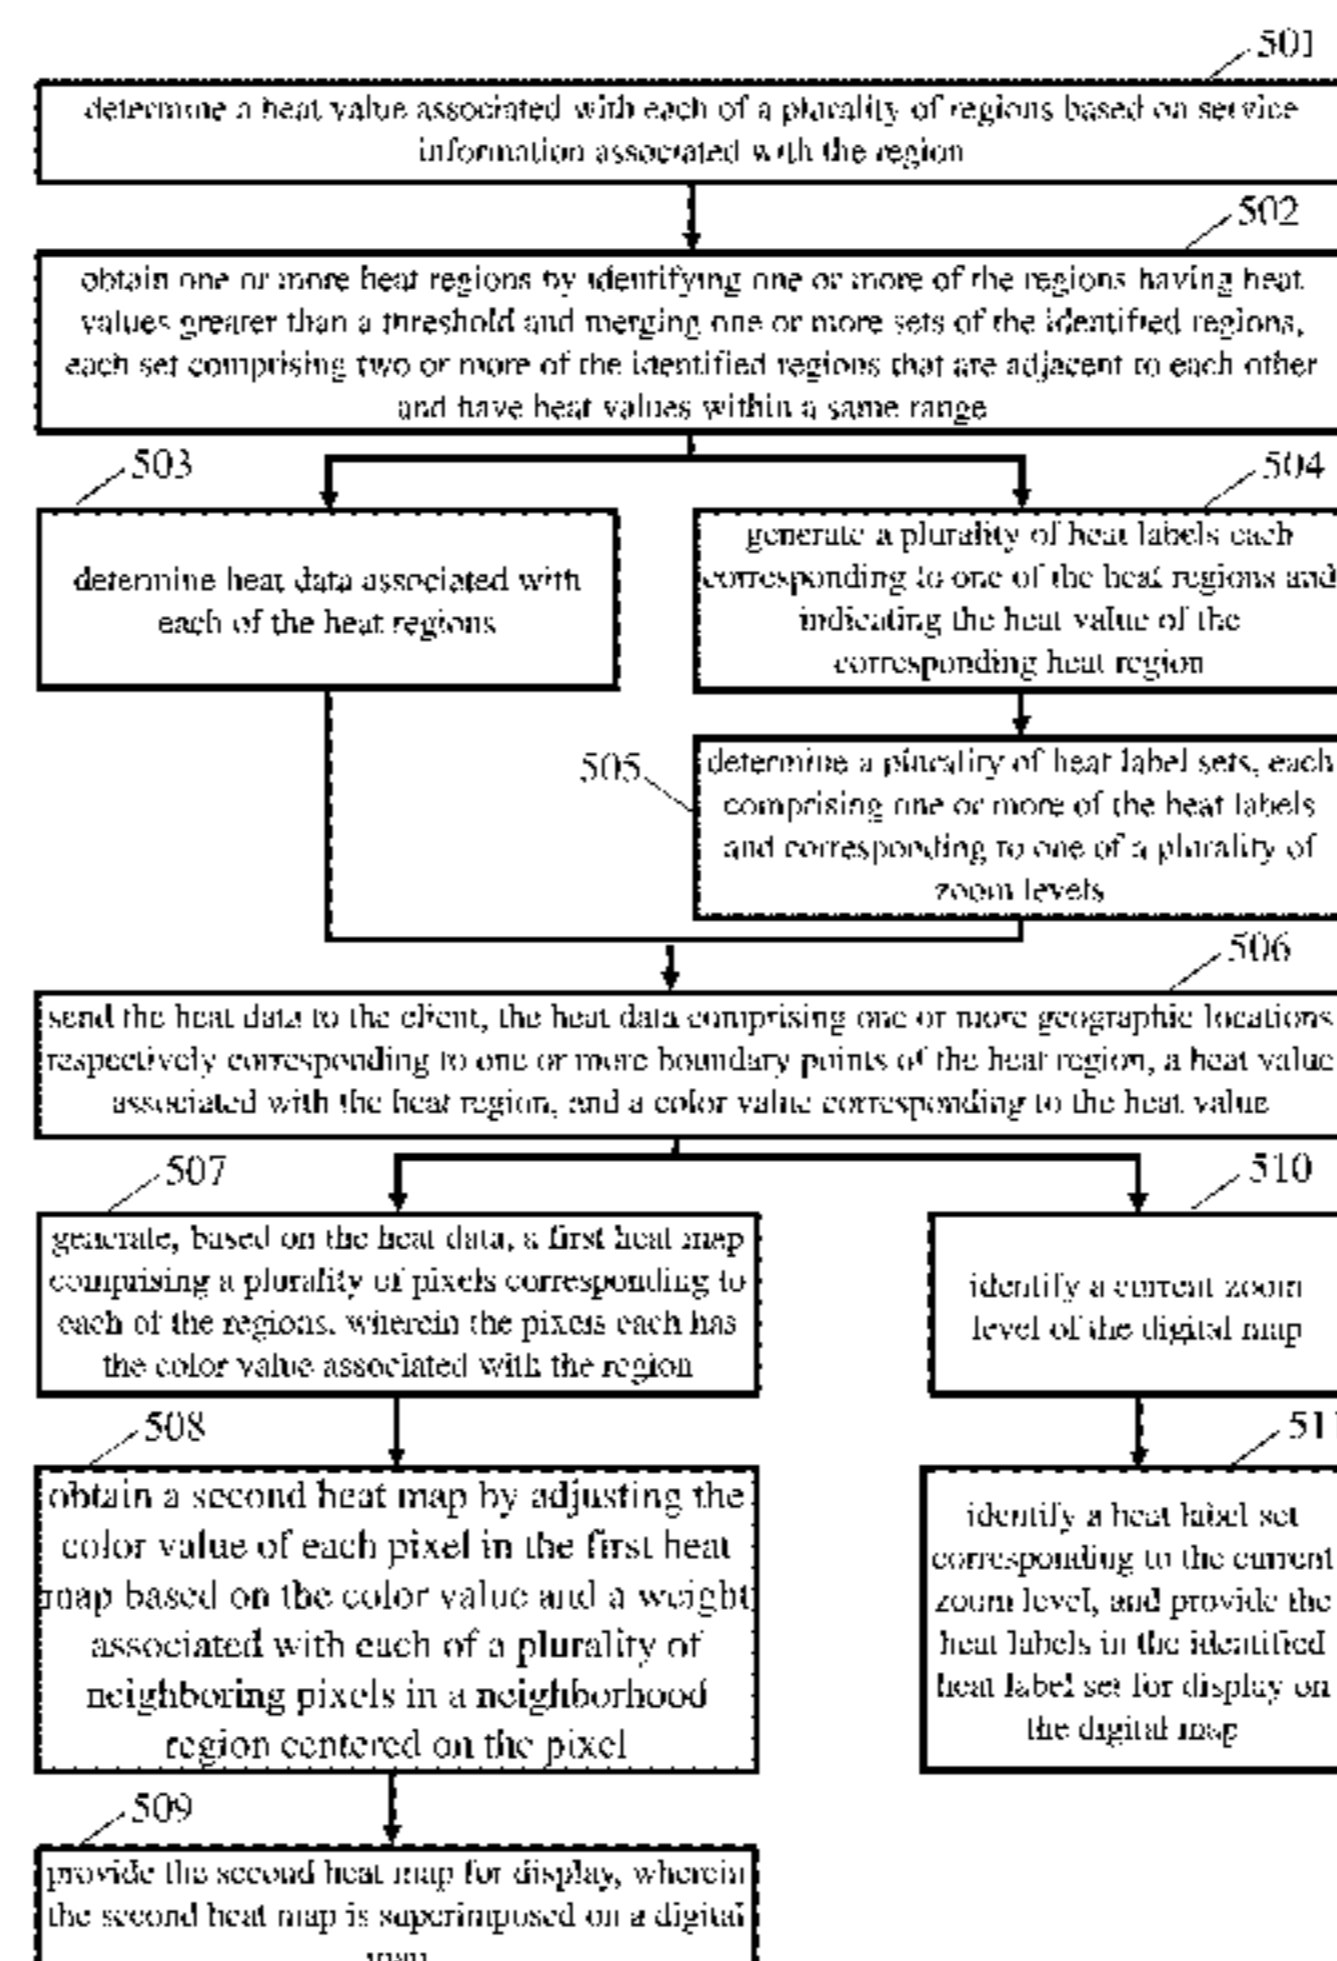 501
determine a heat value associated with each of a plurality of regions based on service
information associated with the region
502
obtain one or more heat regions by identifying one or more of the regions having heat
values greater than a threshold and merging one or more sets of the identified regions,
each set comprising two or more of the identified regions that are adjacent to each other
and have heat values within a same range
503
504
determine heat data associated with
each of the heat regions
generate a plurality of heat labels each
corresponding to one of the heat regions and
indicating the heat value of the
corresponding heat region
505
determine a plurality of heat label sets, each
comprising one or more of the heat labels
and corresponding to one of a plurality of
zoom levels
506
send the heat data to the client, the heat data comprising one or more geographic locations
respectively corresponding to one or more boundary points of the heat region, a heat value
associated with the heat region, and a color value corresponding to the heat value
507
510
generate, based on the heat data, a first heat map
comprising a plurality of pixels corresponding to
each of the regions, wherein the pixels each has
the color value associated with the region
identify a current zoom
level of the digital map
508
511
obtain a second heat map by adjusting the
color value of each pixel in the first heat
map based on the color value and a weight
associated with each of a plurality of
neighboring pixels in a neighborhood
region centered on the pixel
identify a heat label set
corresponding to the current
zoom level, and provide the
heat labels in the identified
heat label set for display on
the digital map
509
provide the second heat map for display, wherein
the second heat map is superimposed on a digital
map